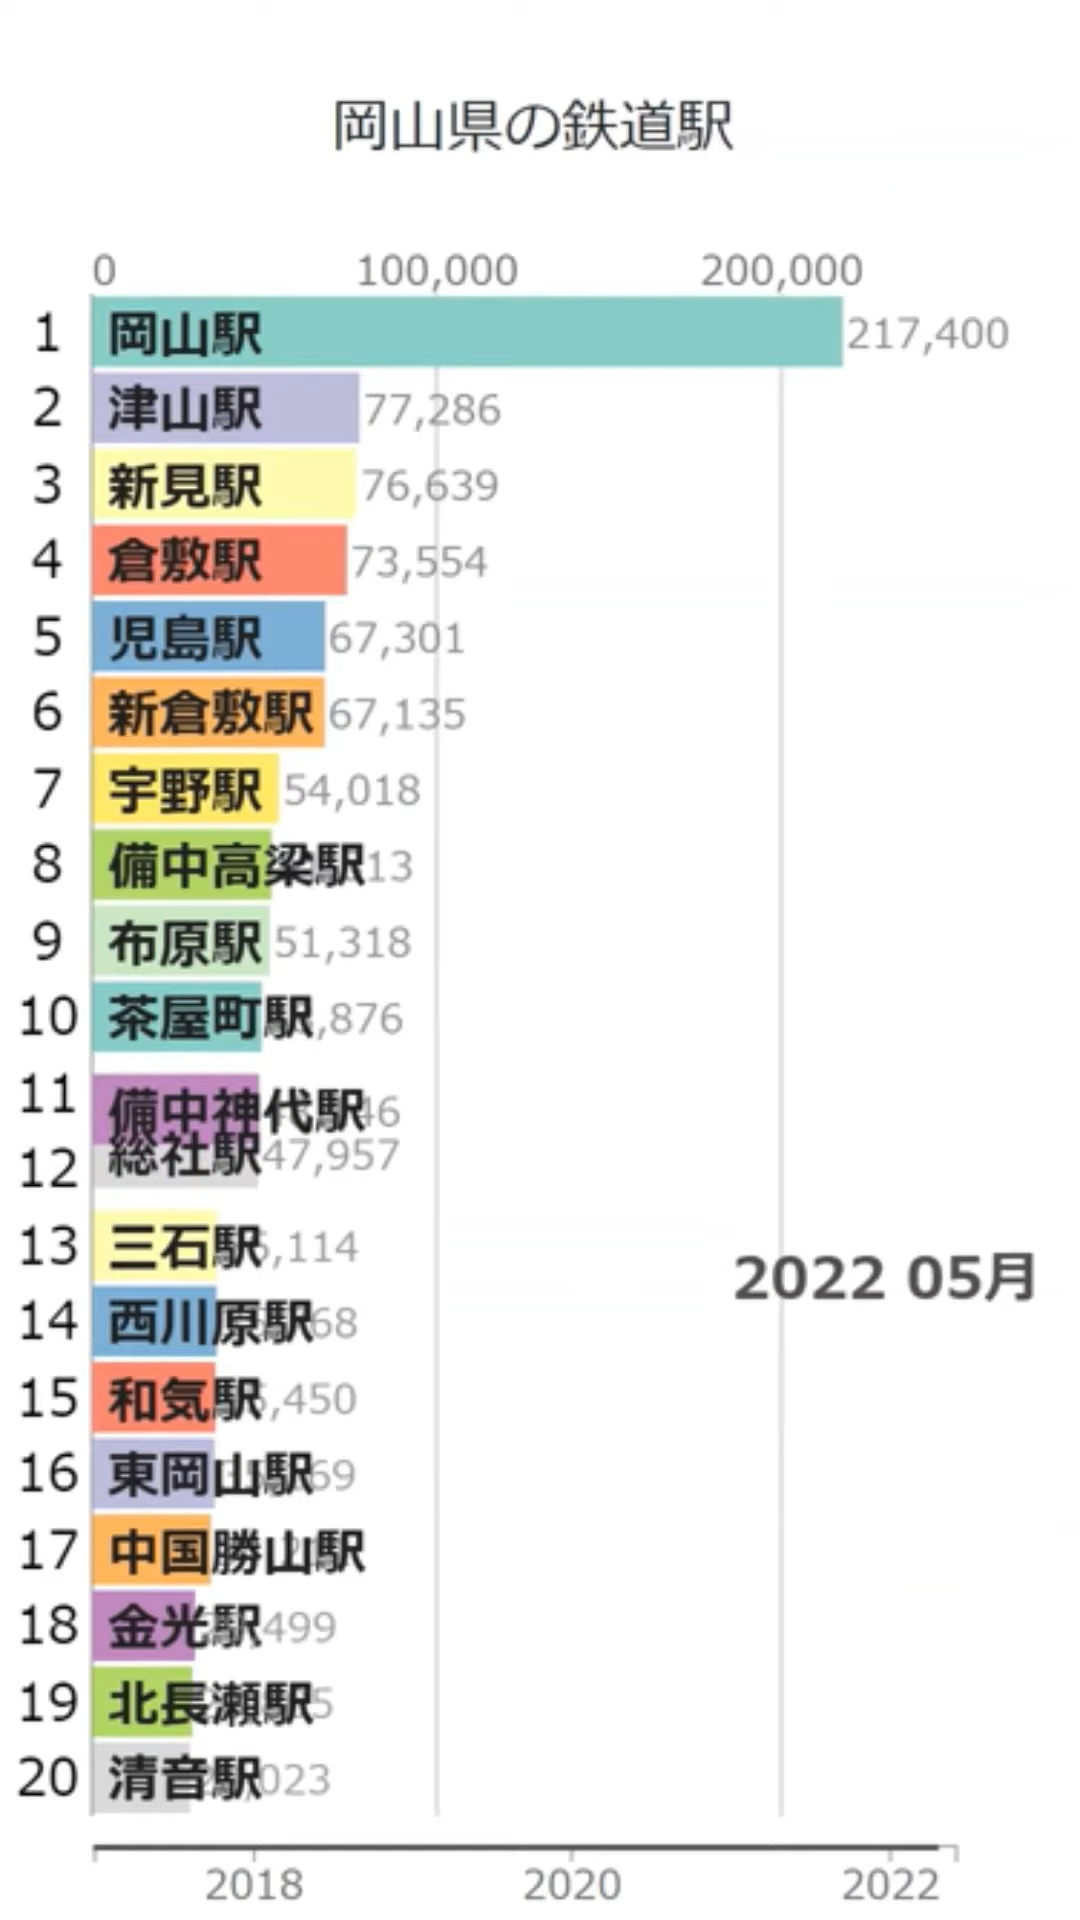 岡山県の鉄道駅
0 100,000 200,000
1 岡山駅 217,400
2 津山駅 77,286
3 新見駅 76,639
4 倉敷駅 73,554
5 児島駅 67,301
6 新倉敷駅 67,135
7 宇野駅 54,018
8 備中高梁駅
9 布原駅 51,318
10 茶屋町駅
11 備中神代駅
12 総社駅 47,957
13 三石駅
14 西川原駅
15 和気駅
2022 05月
16 東岡山駅
17 中国勝山駅
18 金光駅
19 北長瀬駅
20 清音駅
2018 2020 2022